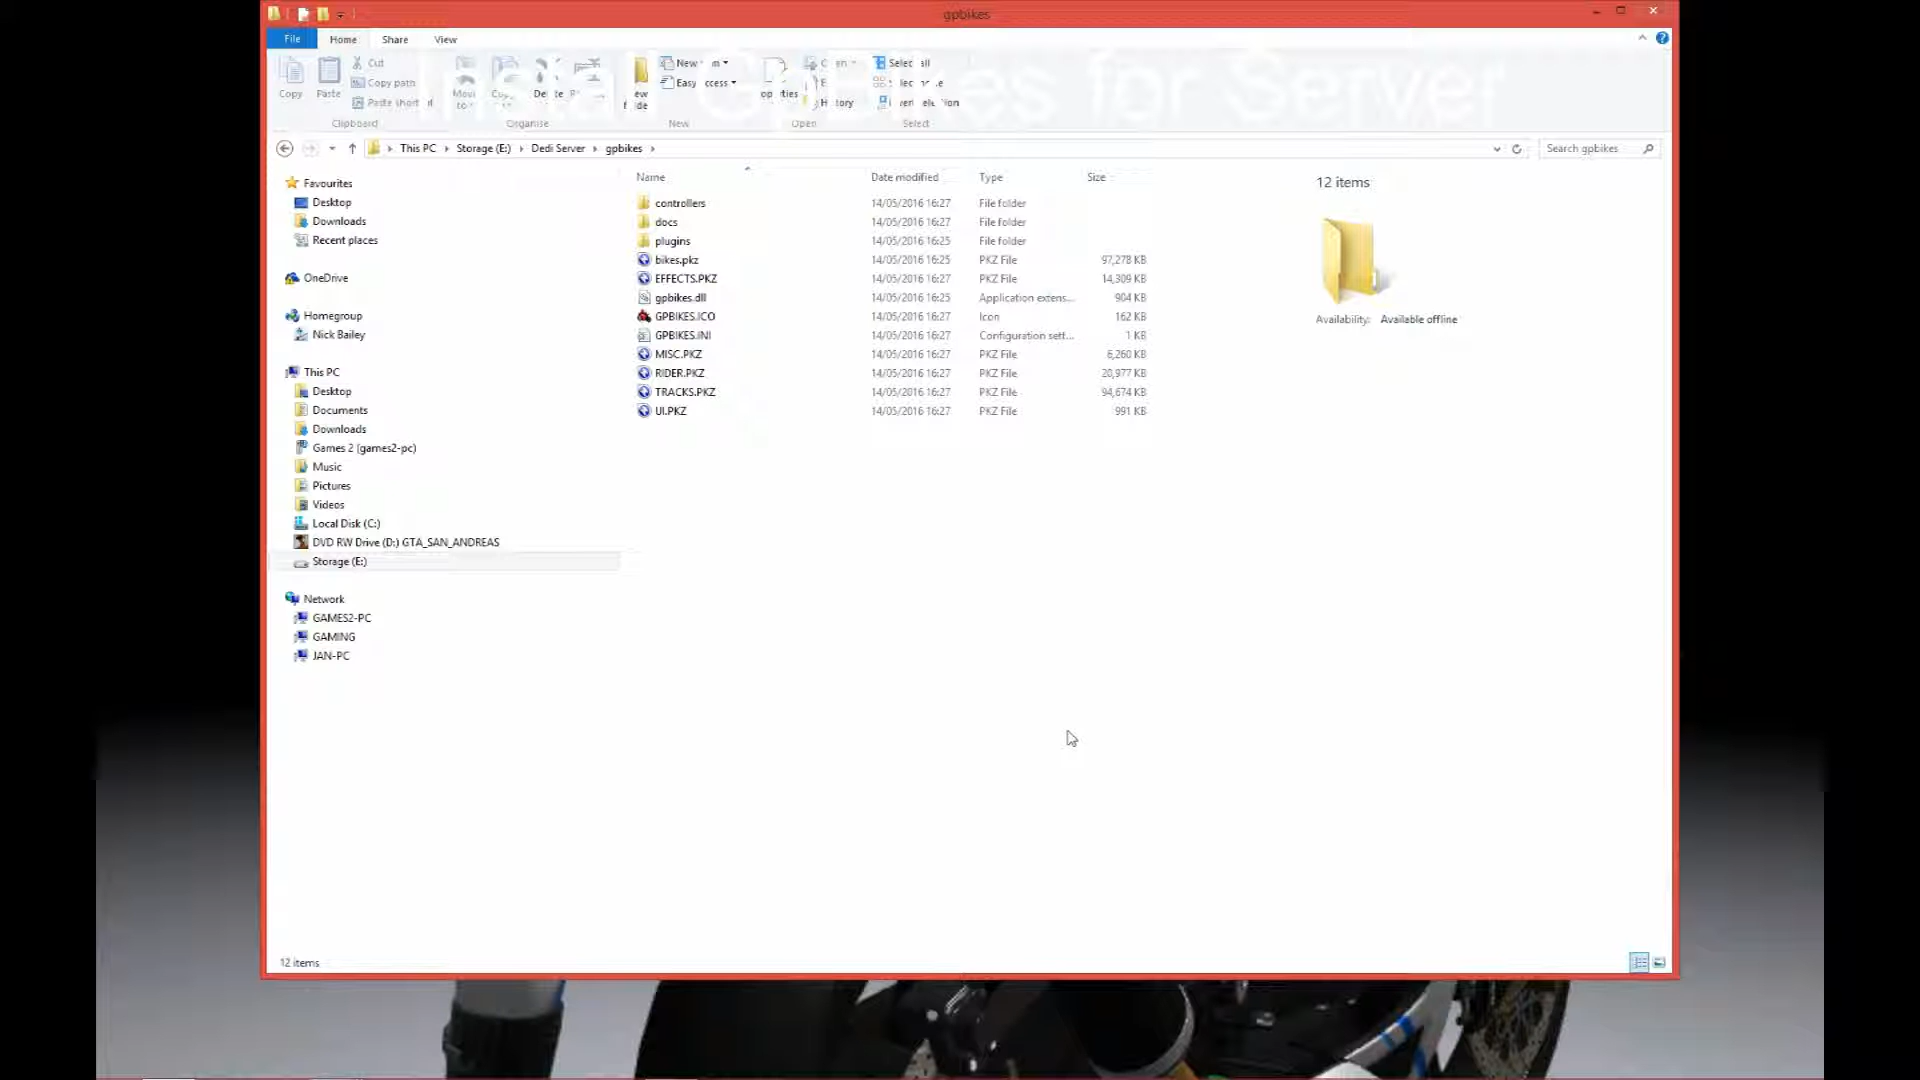 gpbikes
File Home Share View
Install GpBikes for Server
Copy
Paste
Cut
Copy path
Clipboard
Organise
New
Easy
History
Open
Select
This PC Storage (E:) Dedi Server gpbikes
Search gpbikes
Favourites
Desktop
Downloads
Recent places
OneDrive
Homegroup
Nick Bailey
This PC
Desktop
Documents
Downloads
Games 2 (games2-pc)
Music
Pictures
Videos
Local Disk (C:)
DVD RW Drive (D:) GTA_SAN_ANDREAS
Storage (E:)
Network
GAMES2-PC
GAMING
JAN-PC
Name Date modified Type Size
controllers 14/05/2016 16:27 File folder
docs 14/05/2016 16:27 File folder
plugins 14/05/2016 16:25 File folder
bikes.pkz 14/05/2016 16:25 PKZ File 97,278 KB
EFFECTS.PKZ 14/05/2016 16:27 PKZ File 14,309 KB
gpbikes.dll 14/05/2016 16:25 Application extens... 904 KB
GPBIKES.ICO 14/05/2016 16:27 Icon 162 KB
GPBIKES.INI 14/05/2016 16:27 Configuration sett... 1 KB
MISC.PKZ 14/05/2016 16:27 PKZ File 6,260 KB
RIDER.PKZ 14/05/2016 16:27 PKZ File 20,977 KB
TRACKS.PKZ 14/05/2016 16:27 PKZ File 94,674 KB
UI.PKZ 14/05/2016 16:27 PKZ File 991 KB
12 items
Availability: Available offline
12 items